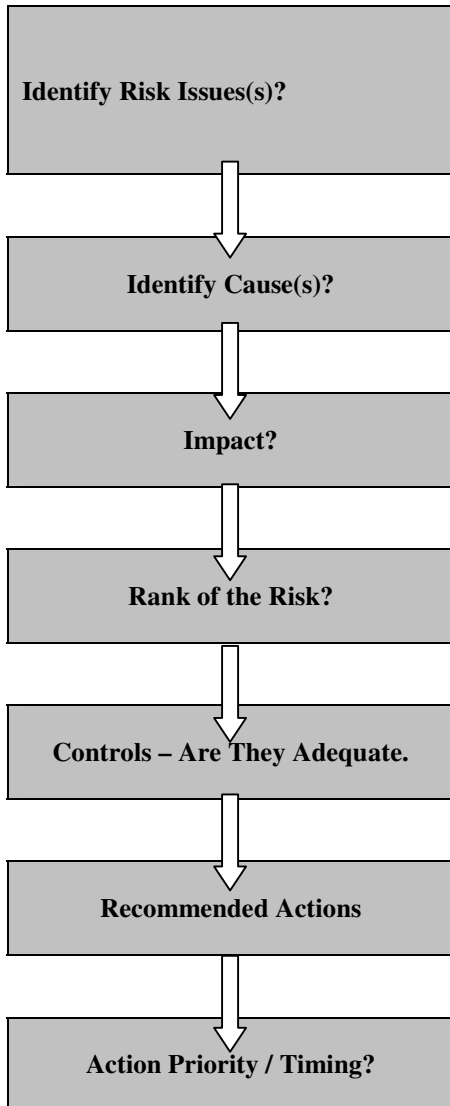 Identify Risk Issues(s)?
Identify Cause(s)?
Impact?
Rank of the Risk?
Controls – Are They Adequate.
Recommended Actions
Action Priority / Timing?